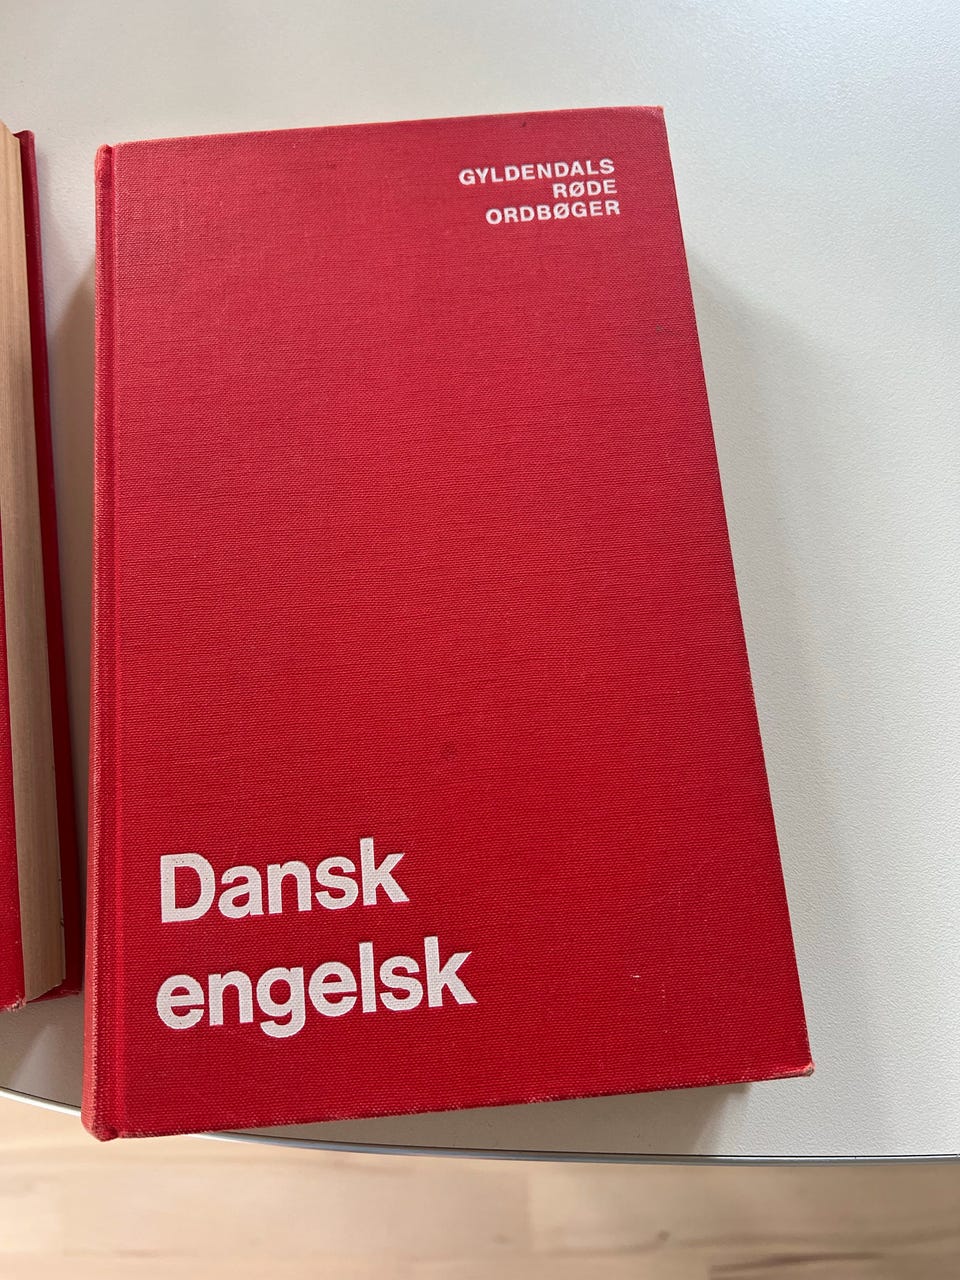 GYLDENDALS
RØDE
ORDBØGER
Dansk
engelsk